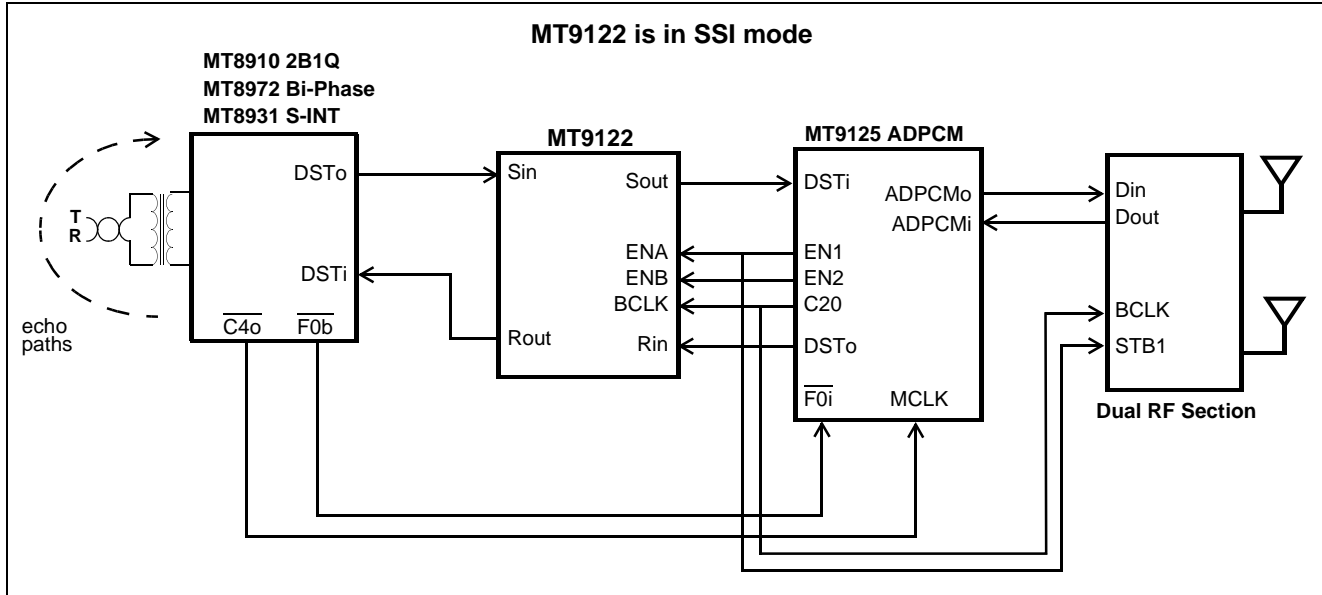 MT9122 is in SSI mode
MT8910 2B1Q
MT8972 Bi-Phase
MT8931 S-INT
DSTo
DSTi
C4o
F0b
T
R
echo
paths
MT9122
Sin
Sout
ENA
ENB
BCLK
Rout
Rin
MT9125 ADPCM
DSTi
ADPCMo
ADPCMi
EN1
EN2
C20
DSTo
F0i
MCLK
Din
Dout
BCLK
STB1
Dual RF Section